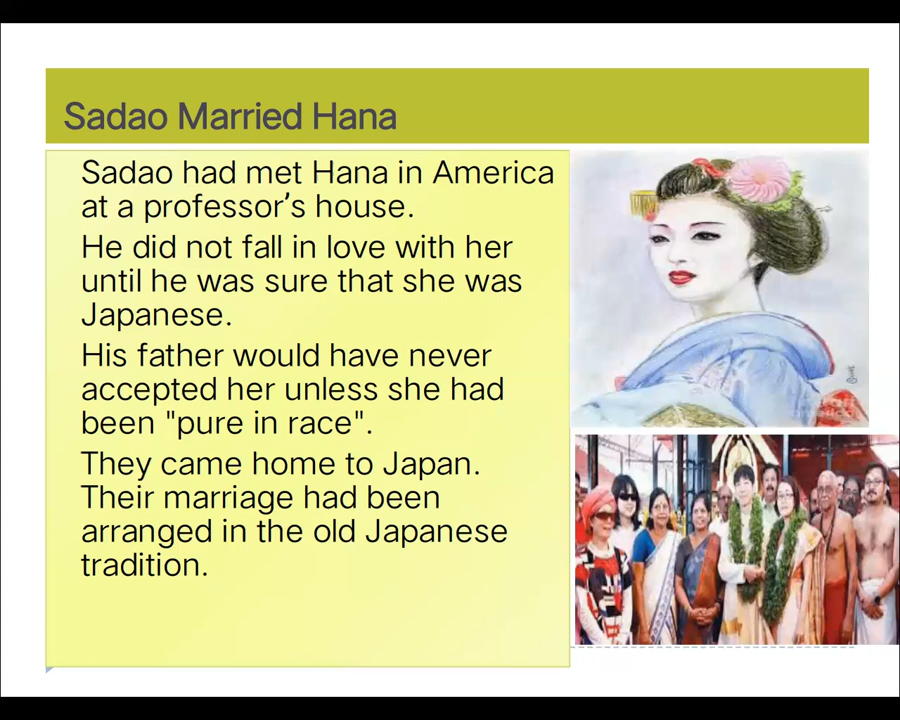 Sadao Married Hana
Sadao had met Hana in America
at a professor's house.
He did not fall in love with her
until he was sure that she was
Japanese.
His father would have never
accepted her unless she had
been "pure in race".
They came home to Japan.
Their marriage had been
arranged in the old Japanese
tradition.